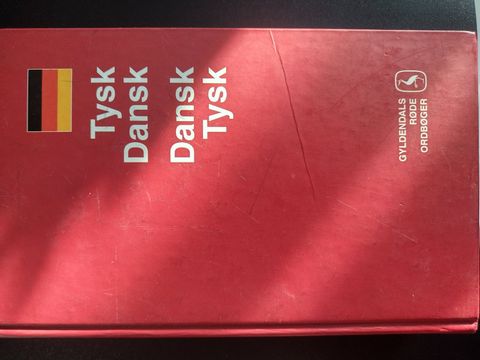 Tysk
Dansk
Dansk
Tysk
GYLDENDALS
RØDE
ORDBØGER